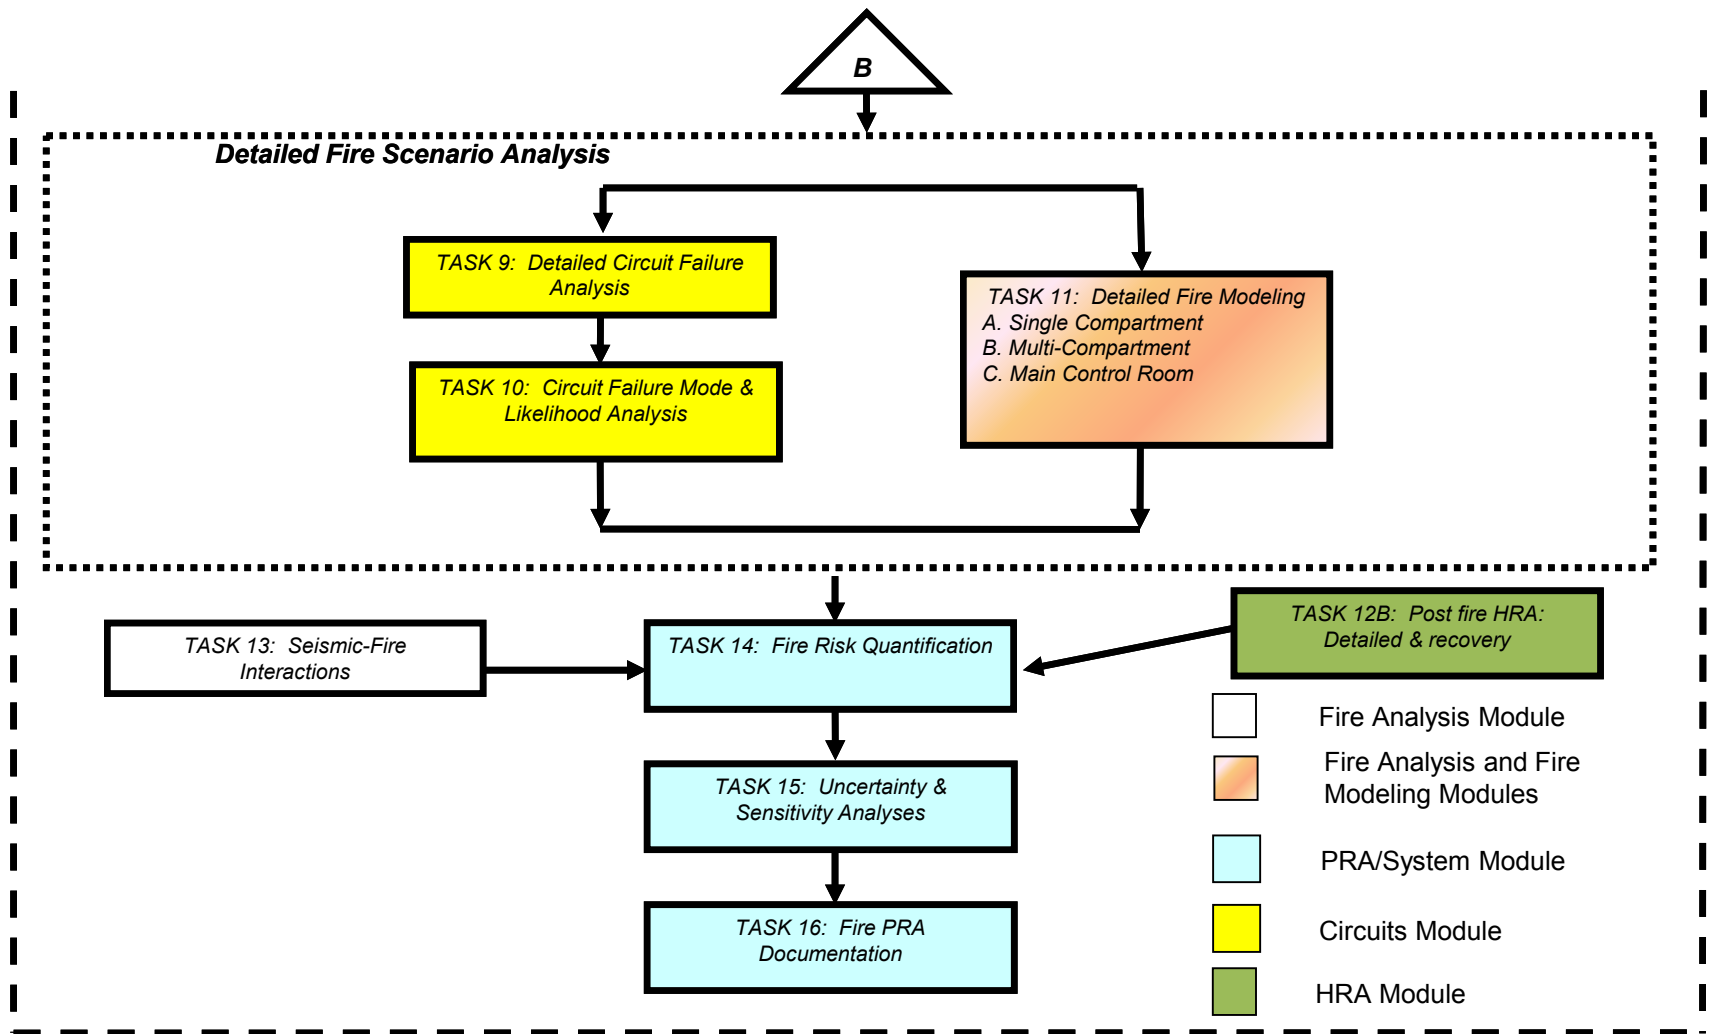 B
Detailed Fire Scenario Analysis
TASK 9: Detailed Circuit Failure
Analysis
TASK 11: Detailed Fire Modeling
A. Single Compartment
B. Multi-Compartment
C. Main Control Room
TASK 10: Circuit Failure Mode &
Likelihood Analysis
TASK 13: Seismic-Fire
Interactions
TASK 14: Fire Risk Quantification
TASK 12B: Post fire HRA:
Detailed & recovery
TASK 15: Uncertainty &
Sensitivity Analyses
TASK 16: Fire PRA
Documentation
Fire Analysis Module
Fire Analysis and Fire
Modeling Modules
PRA/System Module
Circuits Module
HRA Module